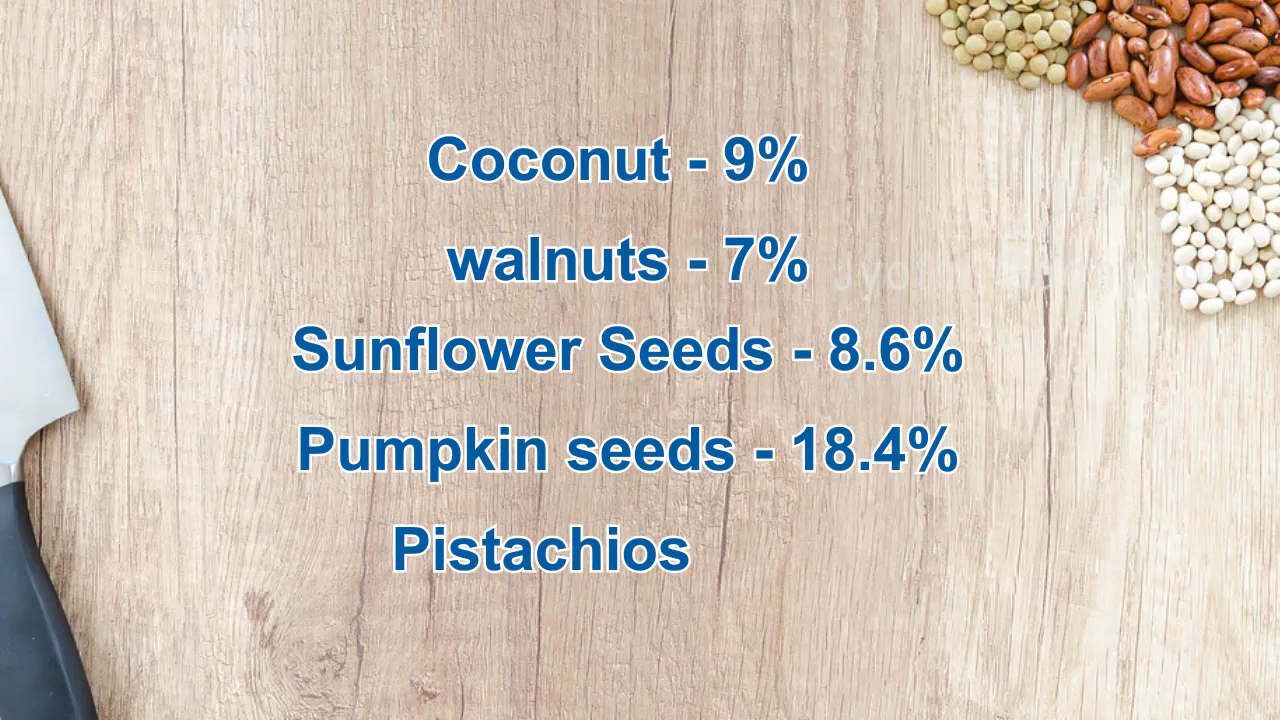 Coconut - 9%
walnuts - 7%
Sunflower Seeds - 8.6%
Pumpkin seeds - 18.4%
Pistachios